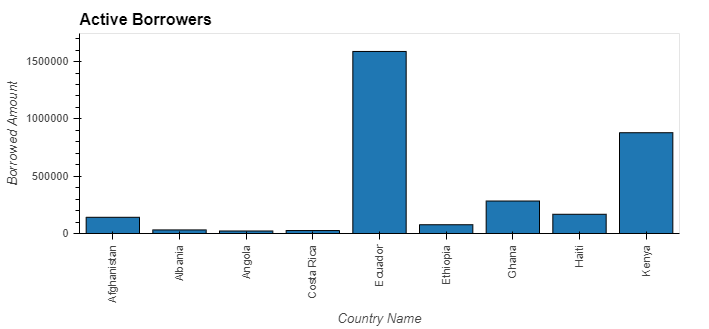 Active Borrowers
Borrowed Amount
1500000
1000000
500000
0
Afghanistan
Albania
Angola
Costa Rica
Ecuador
Ethiopia
Ghana
Haiti
Kenya
Country Name